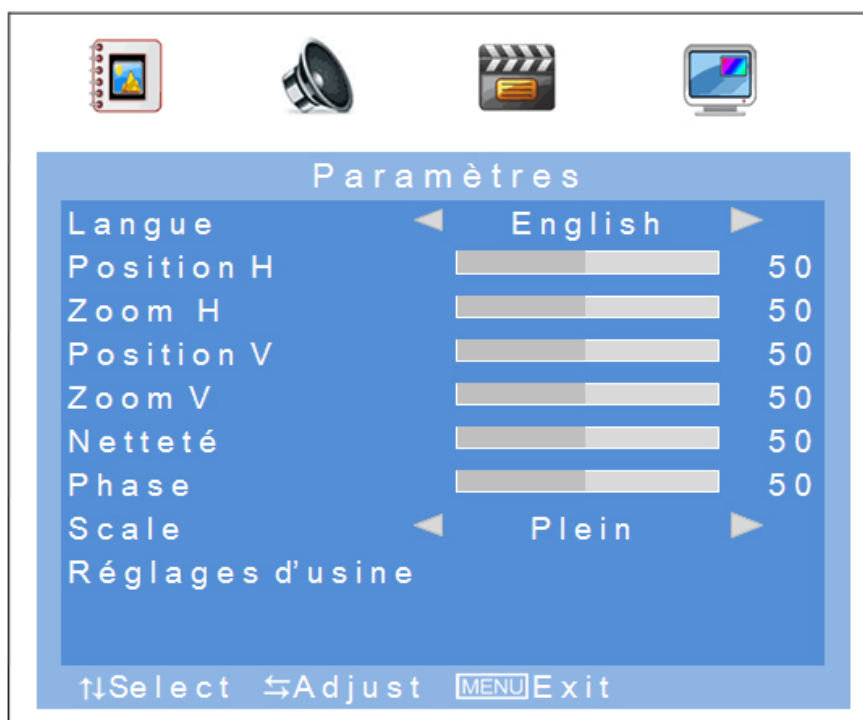 Paramètres
Langue English
Position H 50
Zoom H 50
Position V 50
Zoom V 50
Netteté 50
Phase 50
Scale Plein
Réglages d'usine
↑↓Select ⇆Adjust MENU Exit